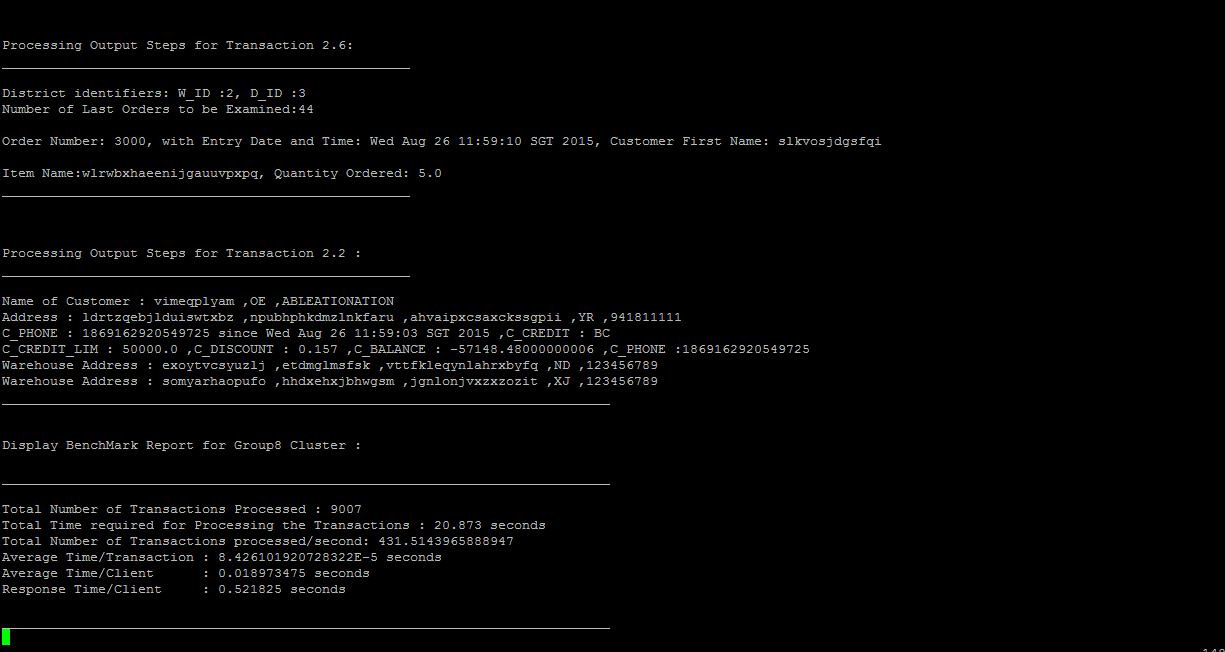 Processing Output Steps for Transaction 2.6:
District identifiers: W_ID :2, D_ID :3
Number of Last Orders to be Examined:44
Order Number: 3000, with Entry Date and Time: Wed Aug 26 11:59:10 SGT 2015, Customer First Name: slkvosjdgsfqi
Item Name:wlrwbxhaeenijgauuvpxpq, Quantity Ordered: 5.0
Processing Output Steps for Transaction 2.2 :
Name of Customer : vimeqplyam ,OE ,ABLEATIONATION
Address : ldrtzqebjlduiswtxbz ,npubhphkdmzlnkfaru ,ahvaipxcsaxckssgpii ,YR ,941811111
C_PHONE : 1869162920549725 since Wed Aug 26 11:59:03 SGT 2015 ,C_CREDIT : BC
C_CREDIT_LIM : 50000.0 ,C_DISCOUNT : 0.157 ,C_BALANCE : -57148.48000000006 ,C_PHONE :1869162920549725
Warehouse Address : exoytvcsyuzlj ,etdmglmsfsk ,vttfkleqynlahrxbyfq ,ND ,123456789
Warehouse Address : somyarhaopufo ,hhdxehxjbhwgsm ,jgnlonjvxzxzozit ,XJ ,123456789
Display BenchMark Report for Group8 Cluster :
Total Number of Transactions Processed : 9007
Total Time required for Processing the Transactions : 20.873 seconds
Total Number of Transactions processed/second: 431.5143965888947
Average Time/Transaction : 8.426101920728322E-5 seconds
Average Time/Client : 0.018973475 seconds
Response Time/Client : 0.521825 seconds